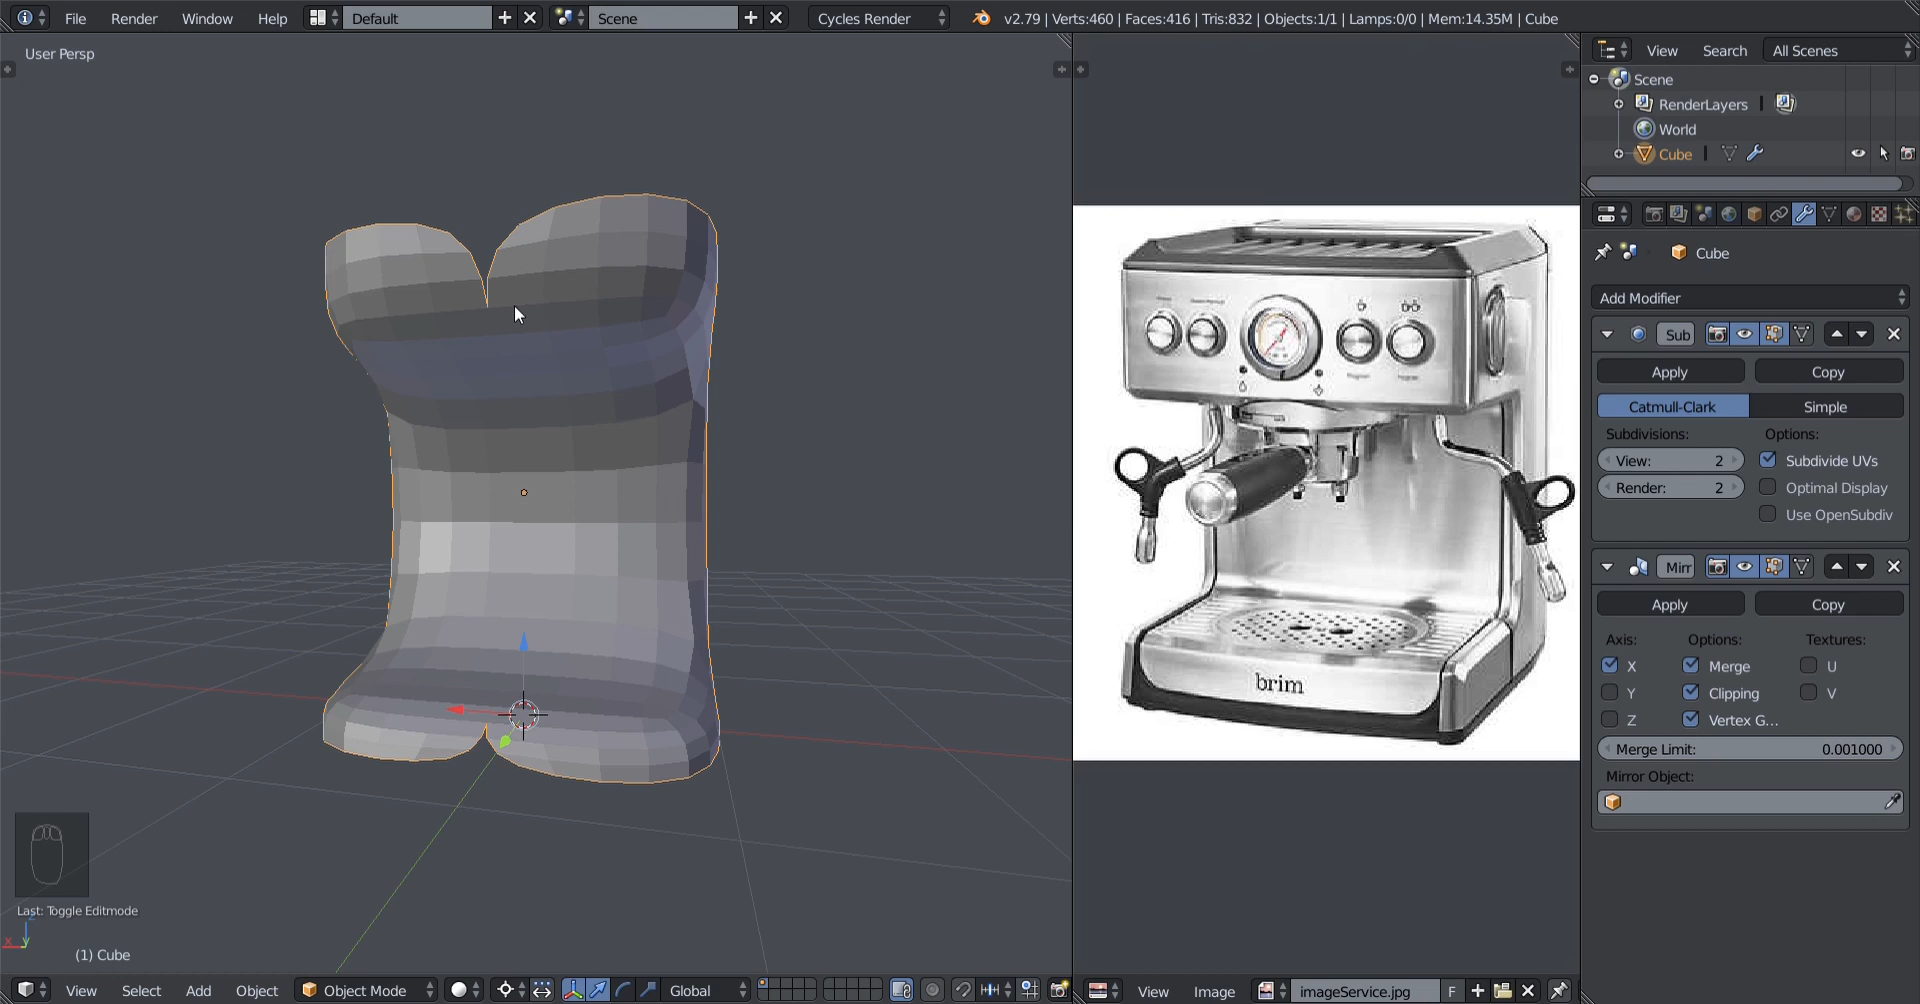 File Render Window Help Default Scene Cycles Render v2.79 | Verts:460 | Faces:416 | Tris:832 | Objects:1/1 | Lamps:0/0 | Mem:14.35M | Cube
User Persp
View Search All Scenes
Scene
RenderLayers
World
Cube
Cube
Add Modifier
Sub
Apply Copy
Catmull-Clark Simple
Subdivisions: Options:
View: 2 Subdivide UVs
Render: 2 Optimal Display
Use OpenSubdiv
Mirr
Apply Copy
Axis: Options: Textures:
X Merge U
Y Clipping V
Z Vertex G...
Merge Limit: 0.001000
Mirror Object:
brim
Last: Toggle Editmode
z
x y
(1) Cube
View Select Add Object Object Mode Global
View Image imageService.jpg F